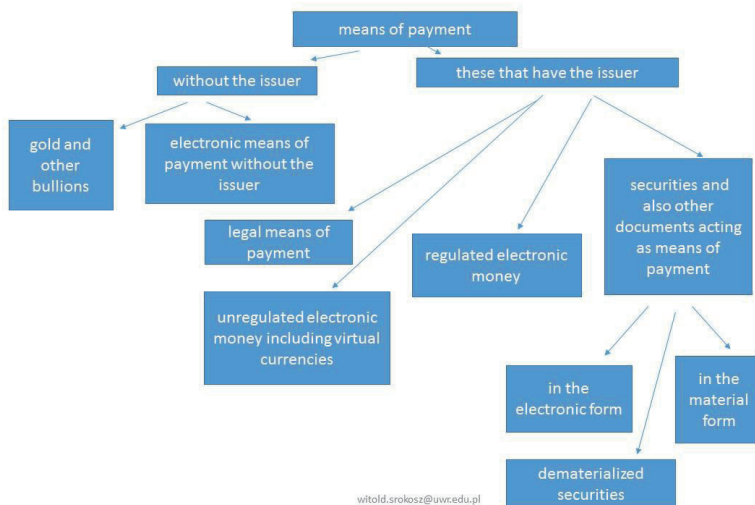 means of payment
without the issuer
these that have the issuer
gold and
other
bullions
electronic means of
payment without the
issuer
securities and
also other
documents acting
as means of
payment
legal means of
payment
regulated electronic
money
unregulated electronic
money including virtual
currencies
in the
electronic form
in the
material
form
dematerialized
securities
witold.srokosz@uwr.edu.pl